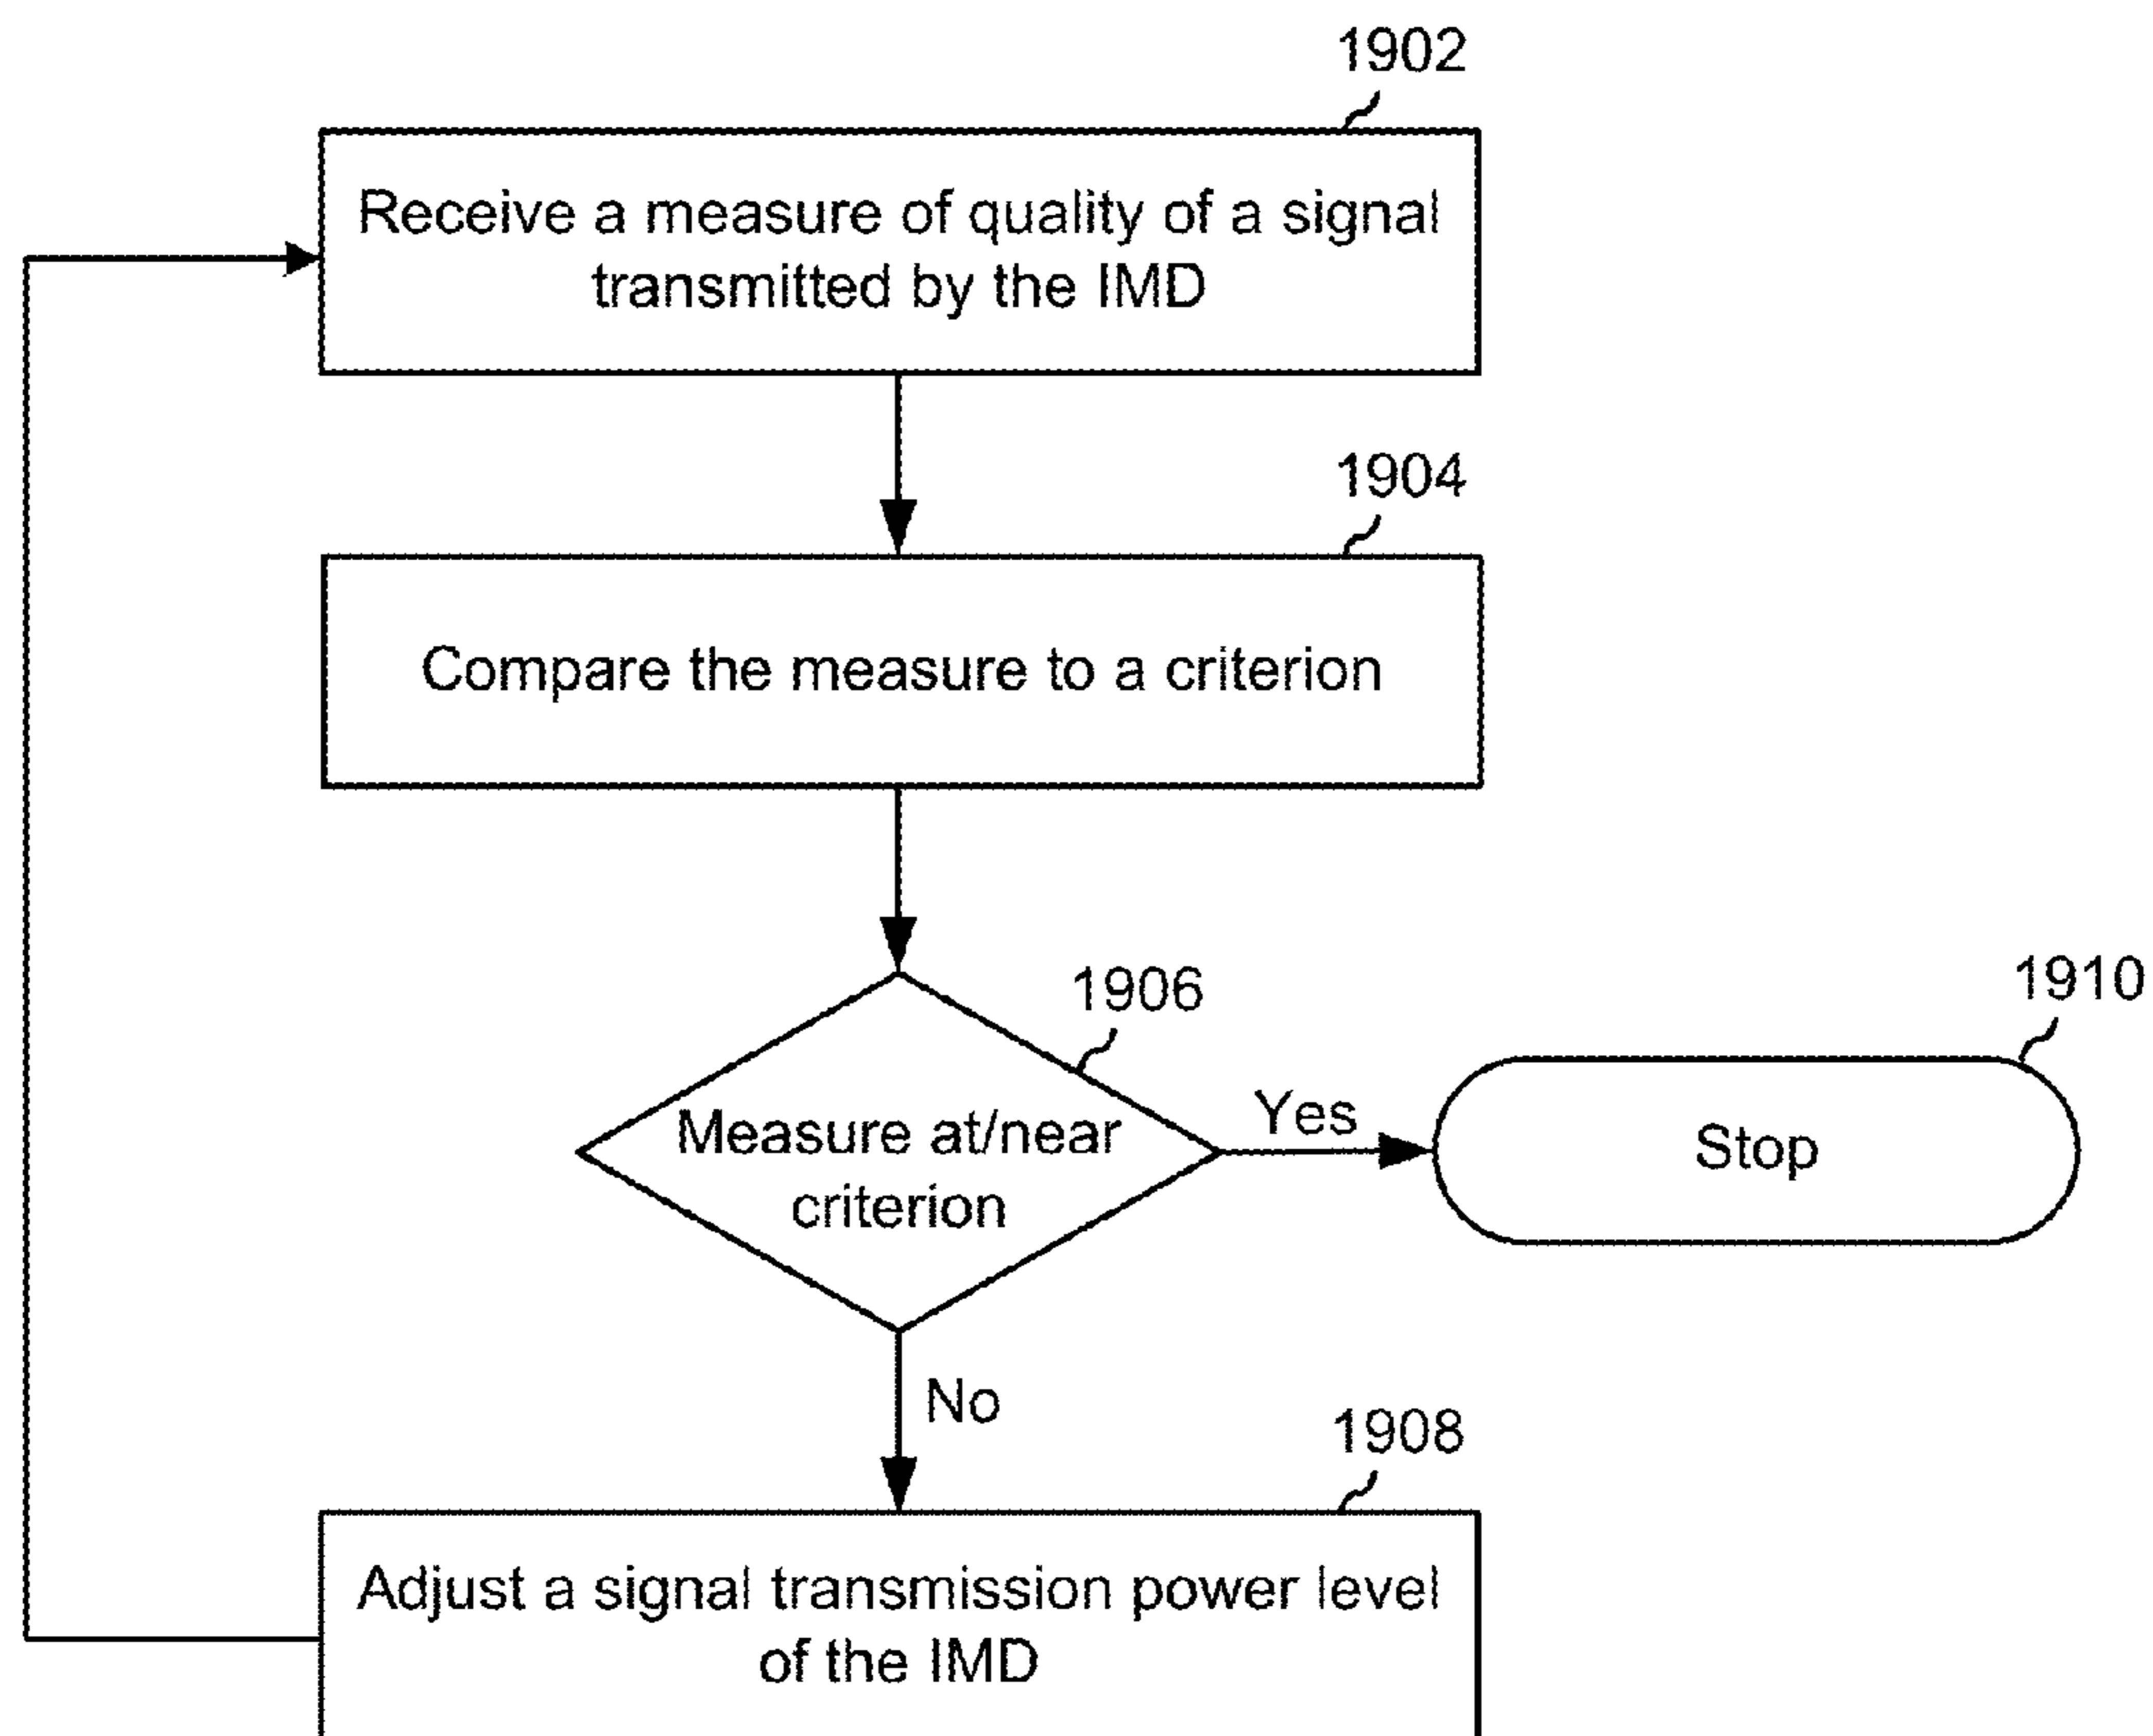 1902
Receive a measure of quality of a signal
transmitted by the IMD
1904
Compare the measure to a criterion
1906
Measure at/near
criterion
Yes
1910
Stop
No
1908
Adjust a signal transmission power level
of the IMD